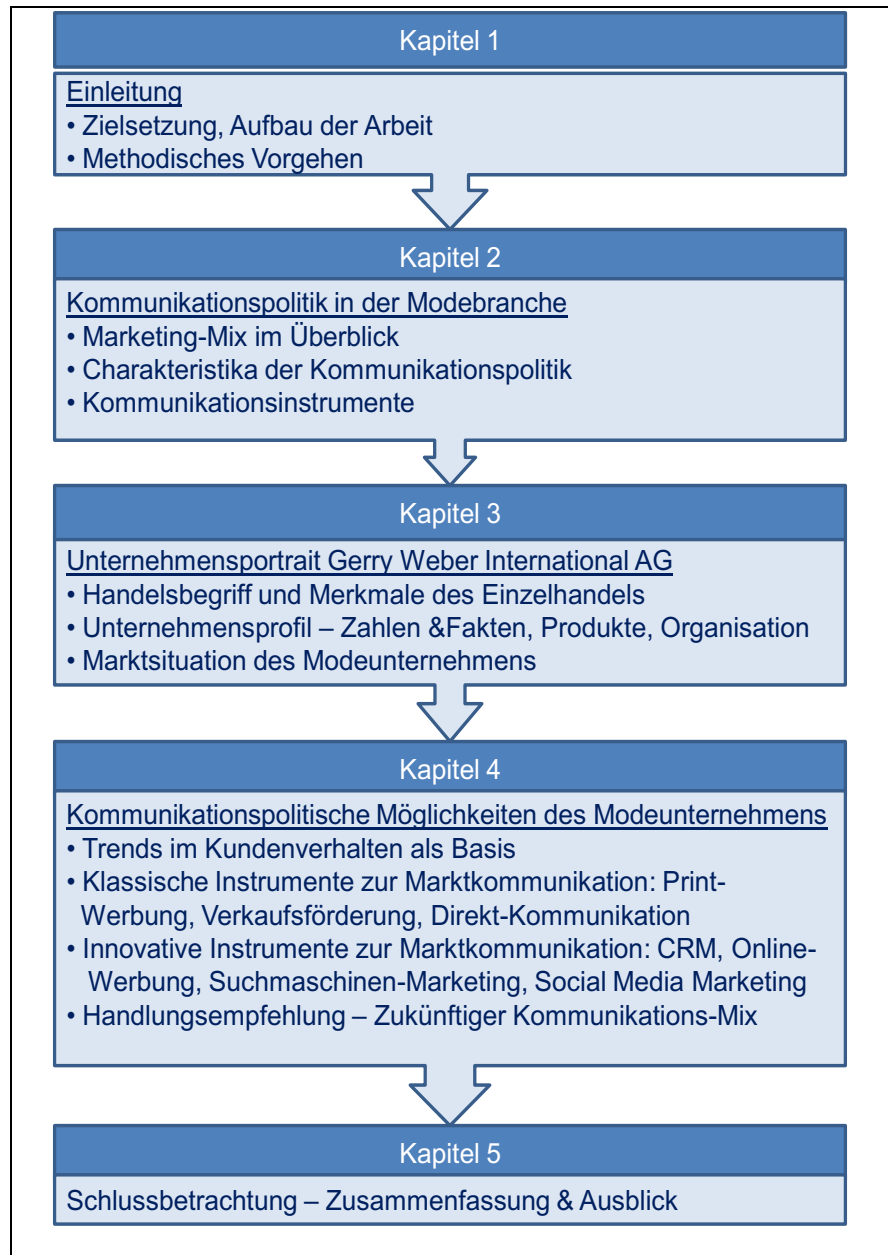 Kapitel 1
Einleitung
• Zielsetzung, Aufbau der Arbeit
• Methodisches Vorgehen
Kapitel 2
Kommunikationspolitik in der Modebranche
• Marketing-Mix im Überblick
• Charakteristika der Kommunikationspolitik
• Kommunikationsinstrumente
Kapitel 3
Unternehmensportrait Gerry Weber International AG
• Handelsbegriff und Merkmale des Einzelhandels
• Unternehmensprofil – Zahlen &Fakten, Produkte, Organisation
• Marktsituation des Modeunternehmens
Kapitel 4
Kommunikationspolitische Möglichkeiten des Modeunternehmens
• Trends im Kundenverhalten als Basis
• Klassische Instrumente zur Marktkommunikation: Print-
Werbung, Verkaufsförderung, Direkt-Kommunikation
• Innovative Instrumente zur Marktkommunikation: CRM, Online-
Werbung, Suchmaschinen-Marketing, Social Media Marketing
• Handlungsempfehlung – Zukünftiger Kommunikations-Mix
Kapitel 5
Schlussbetrachtung – Zusammenfassung & Ausblick